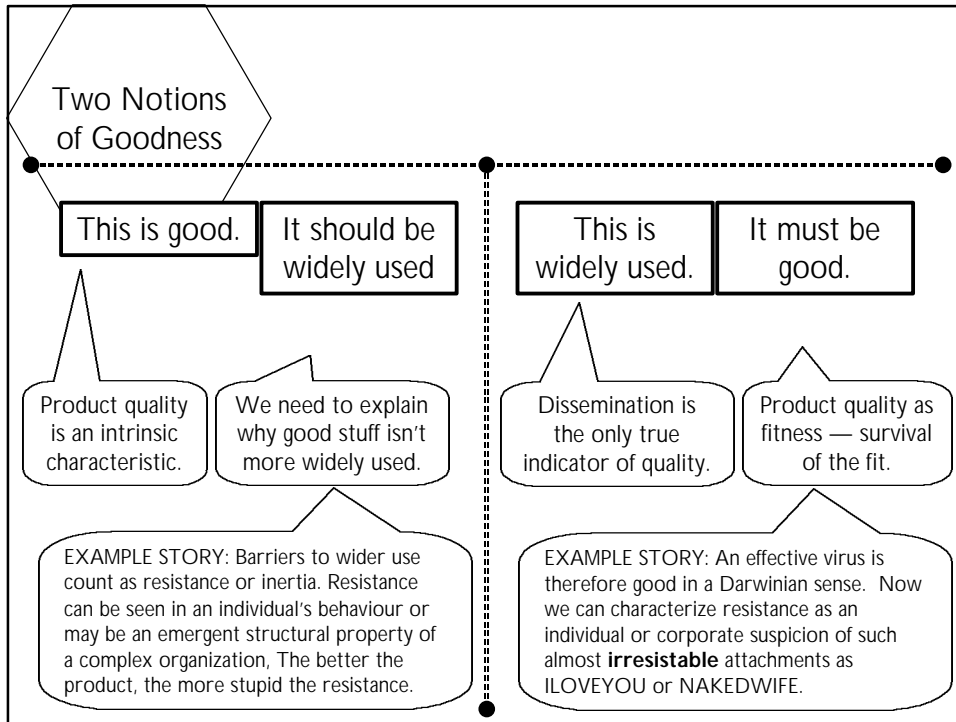 Two Notions
of Goodness
This is good.
It should be
widely used
This is
widely used.
It must be
good.
Product quality
is an intrinsic
characteristic.
We need to explain
why good stuff isn't
more widely used.
Dissemination is
the only true
indicator of quality.
Product quality as
fitness — survival
of the fit.
EXAMPLE STORY: Barriers to wider use
count as resistance or inertia. Resistance
can be seen in an individual's behaviour or
may be an emergent structural property of
a complex organization, The better the
product, the more stupid the resistance.
EXAMPLE STORY: An effective virus is
therefore good in a Darwinian sense.  Now
we can characterize resistance as an
individual or corporate suspicion of such
almost irresistable attachments as
ILOVEYOU or NAKEDWIFE.